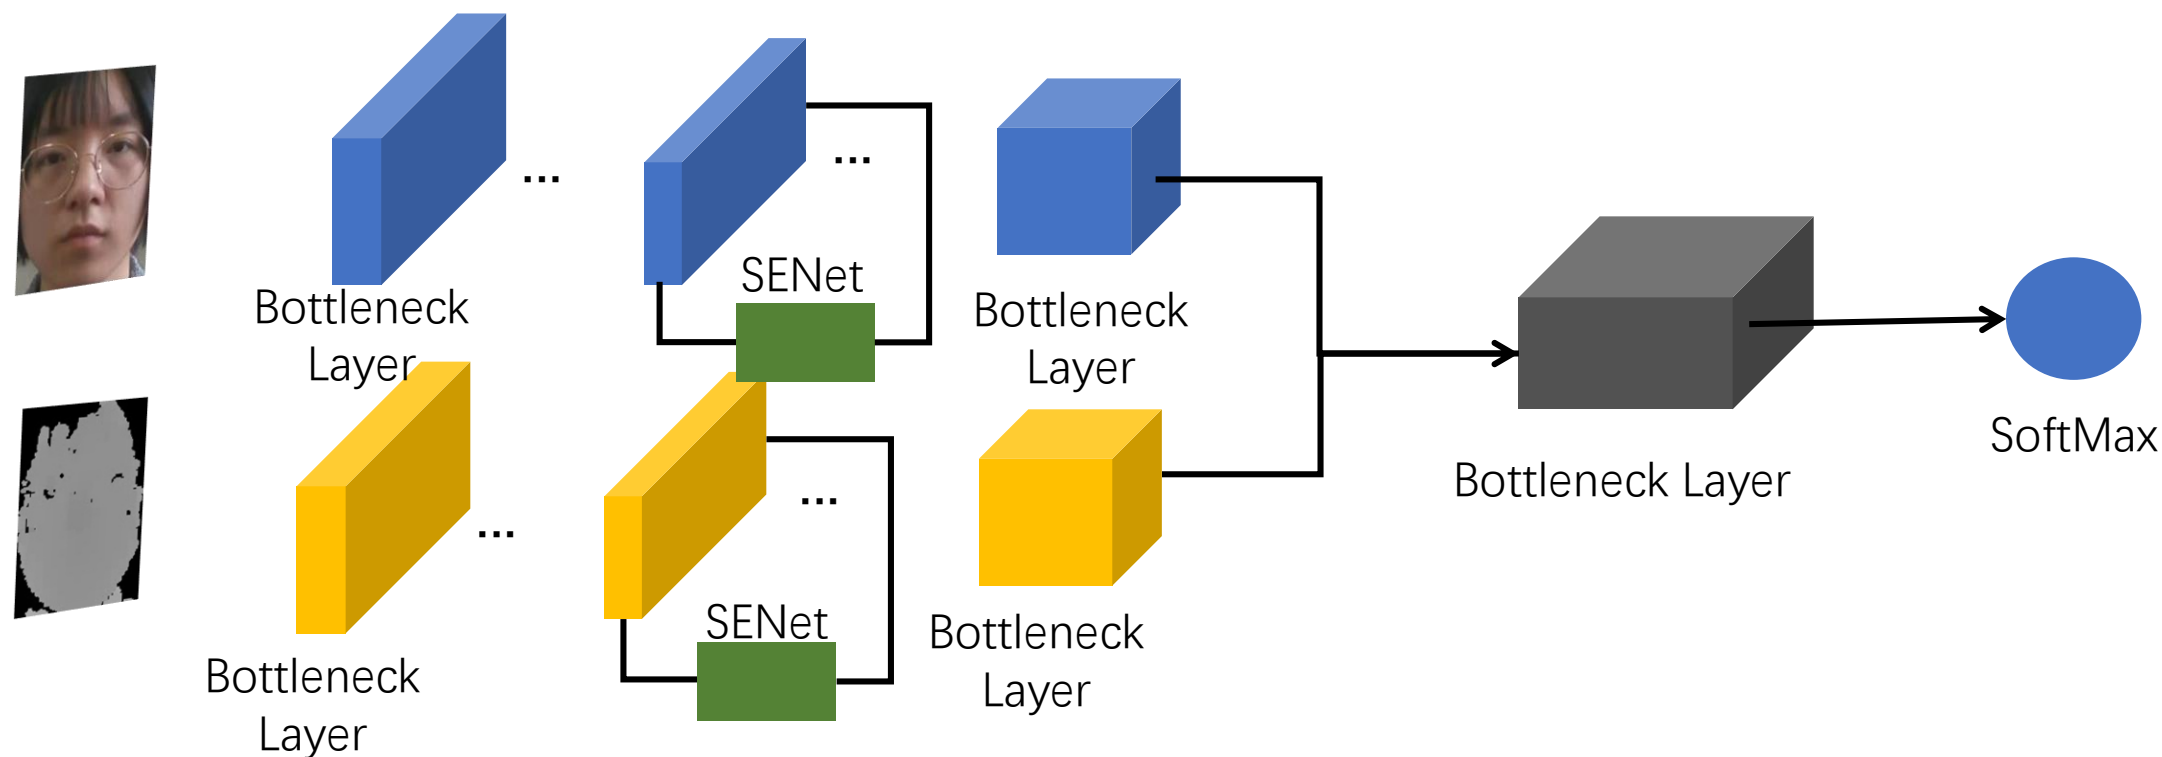 Bottleneck
Layer
...
SENet
...
Bottleneck
Layer
Bottleneck
Layer
...
SENet
...
Bottleneck
Layer
Bottleneck Layer
SoftMax